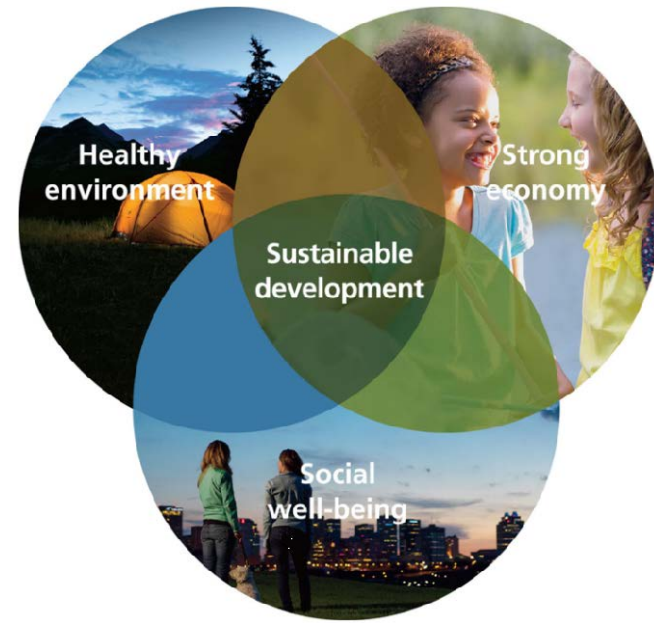 Healthy
environment
Strong
economy
Sustainable
development
Social
well-being